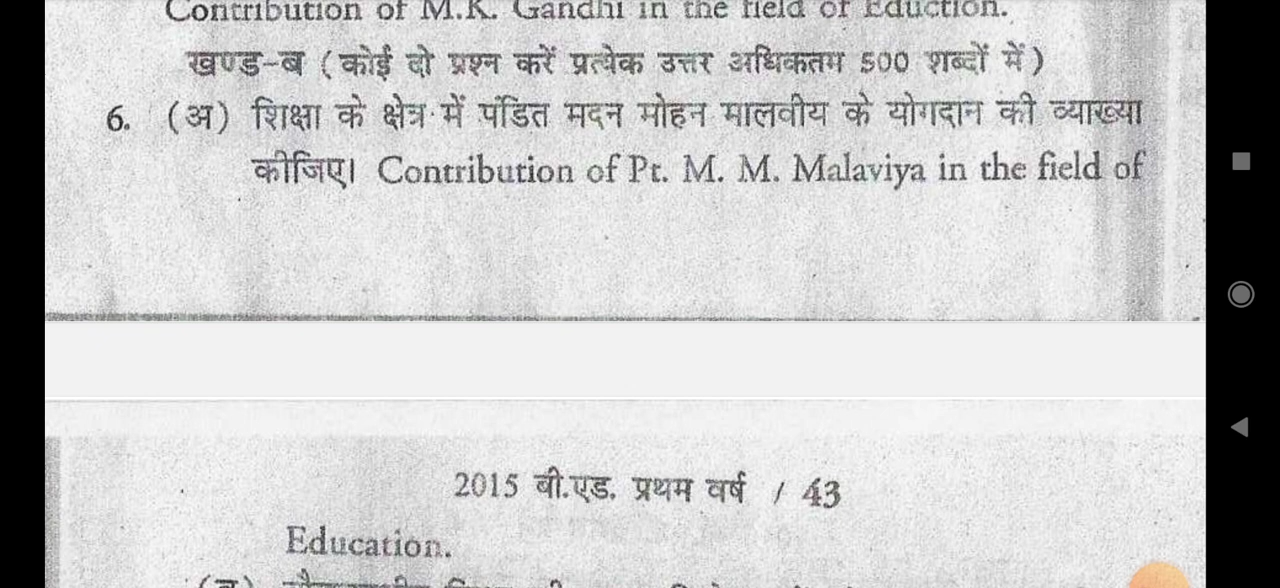 Contribution of M.K. Gandhi in the field of Eduction.
खण्ड-ब ( कोई दो प्रश्न करें प्रत्येक उत्तर अधिकतम 500 शब्दों में )
6. (अ) शिक्षा के क्षेत्र में पंडित मदन मोहन मालवीय के योगदान की व्याख्या
कीजिए। Contribution of Pt. M. M. Malaviya in the field of
2015 बी.एड. प्रथम वर्ष / 43
Education.